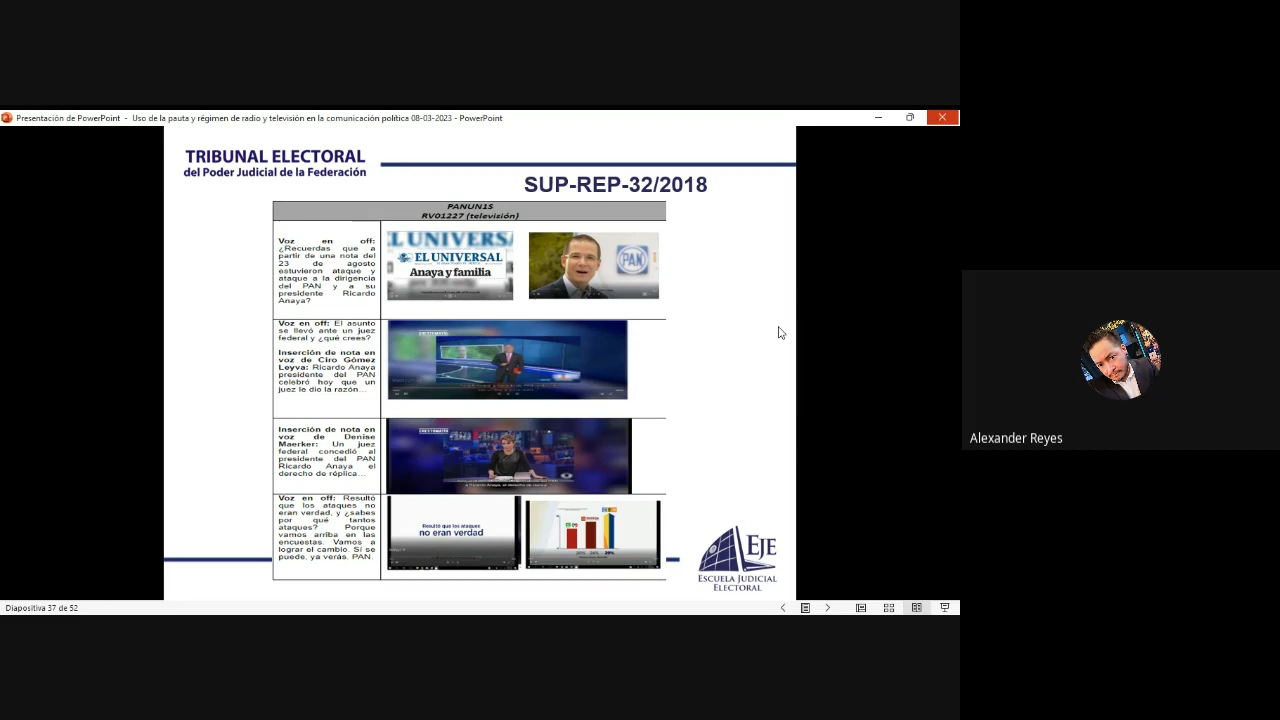 Presentación de PowerPoint - Uso de la pauta y régimen de radio y televisión en la comunicación política 08-03-2023 - PowerPoint
TRIBUNAL ELECTORAL
del Poder Judicial de la Federación
SUP-REP-32/2018
PANUN1S
RV01227 (televisión)
Voz en off:
¿Recuerdas que a
partir de una nota del
23 de agosto
estuvieron ataque y
ataque a la dirigencia
del PAN y a su
presidente Ricardo
Anaya?
EL UNIVERSAL
Anaya y familia
PAN
Voz en off: El asunto
se llevó ante un juez
federal y ¿qué crees?
Inserción de nota en
voz de Ciro Gómez
Leyva: Ricardo Anaya
presidente del PAN
celebró hoy que un
juez le dio la razón...
Inserción de nota en
voz de Denise
Maerker: Un juez
federal concedió al
presidente del PAN
Ricardo Anaya el
derecho de réplica...
Voz en off: Resultó
que los ataques no
eran verdad, y ¿sabes
por qué tantos
ataques? Porque
vamos arriba en las
encuestas. Vamos a
lograr el cambio. Sí se
puede, ya verás. PAN.
Resultó que los ataques
no eran verdad
EJE
ESCUELA JUDICIAL
ELECTORAL
Alexander Reyes
Diapositiva 37 de 52